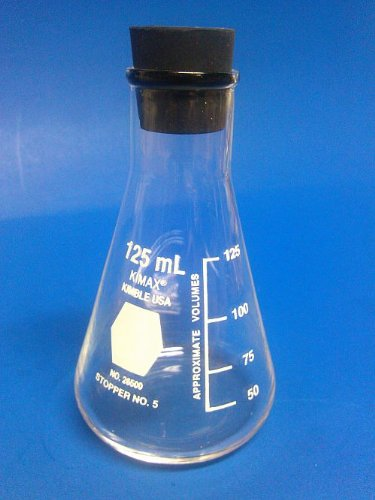 125 mL
KIMAX®
KIMBLE USA
NO. 26500
STOPPER NO. 5
APPROXIMATE VOLUMES
125
100
75
50